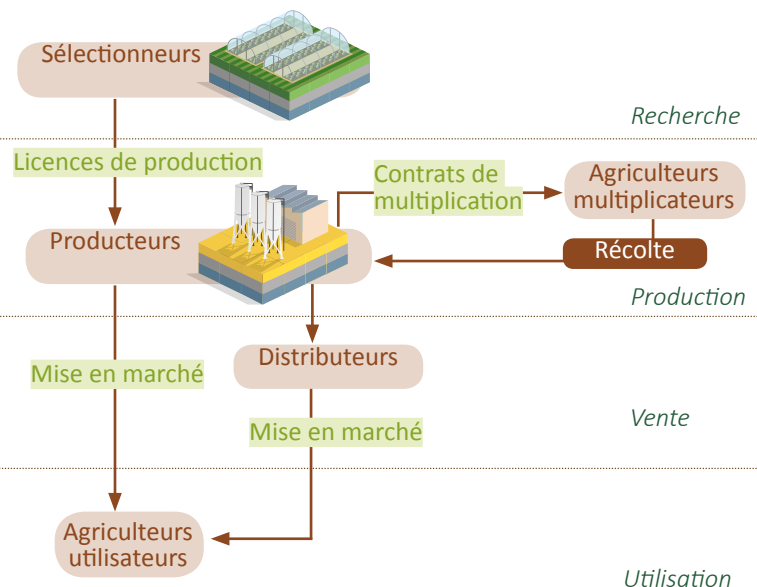 Sélectionneurs
Recherche
Licences de production
Contrats de
multiplication
Agriculteurs
multiplicateurs
Producteurs
Récolte
Production
Distributeurs
Mise en marché
Mise en marché
Vente
Agriculteurs
utilisateurs
Utilisation